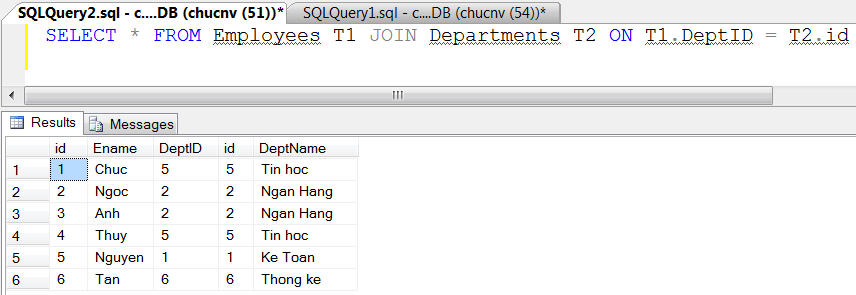 SQLQuery2.sql - c....DB (chucnv (51))* SQLQuery1.sql - c....DB (chucnv (54))*
SELECT * FROM Employees T1 JOIN Departments T2 ON T1.DeptID = T2.id
Results Messages
id Ename DeptID id DeptName
1 1 Chuc 5 5 Tin hoc
2 2 Ngoc 2 2 Ngan Hang
3 3 Anh 2 2 Ngan Hang
4 4 Thuy 5 5 Tin hoc
5 5 Nguyen 1 1 Ke Toan
6 6 Tan 6 6 Thong ke